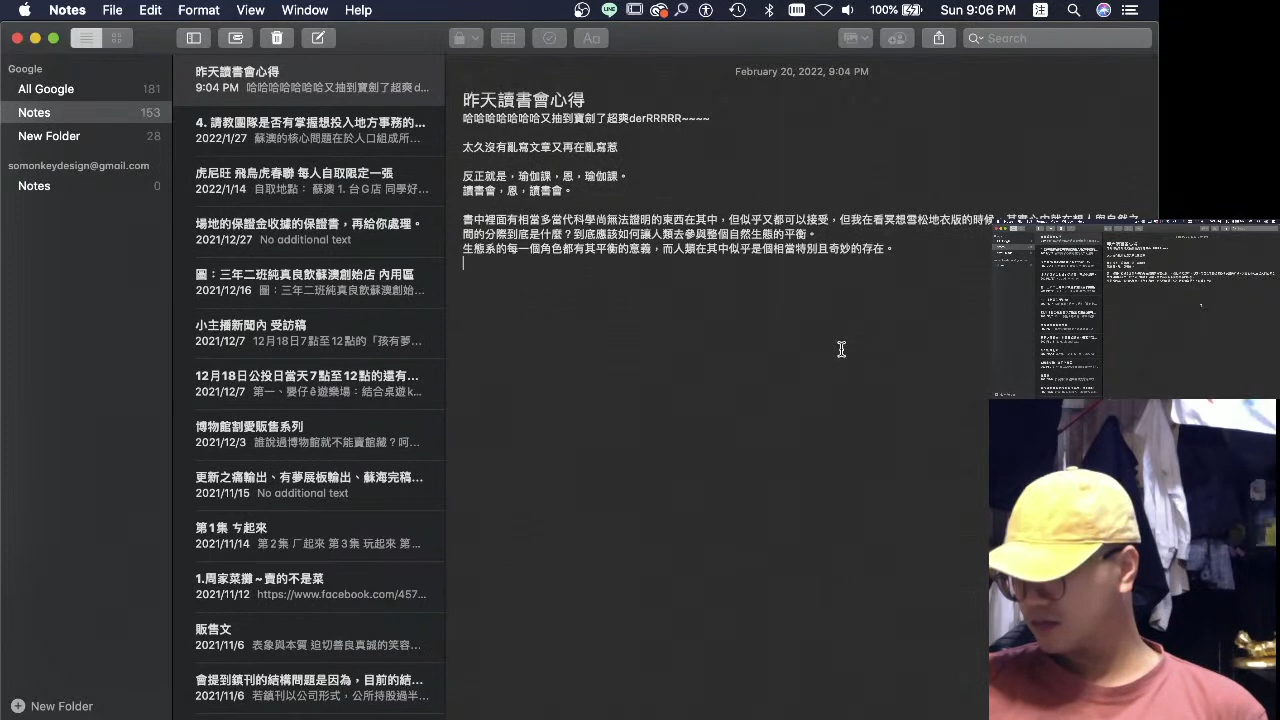 Notes File Edit Format View Window Help
100% Sun 9:06 PM 注
Search
Google
All Google 181
Notes 153
New Folder 28
somonkeydesign@gmail.com
Notes 0
New Folder
昨天讀書會心得
9:04 PM 哈哈哈哈哈哈哈又抽到寶劍了超爽d...
4. 請教團隊是否有掌握想投入地方事務的...
2022/1/27 蘇澳的核心問題在於人口組成所...
虎尼旺 飛鳥虎春聯 每人自取限定一張
2022/1/14 自取地點： 蘇澳 1. 台G店 同學好...
場地的保證金收據的保證書，再給你處理。
2021/12/27 No additional text
圖：三年二班純真砲歐蘇澳創始店 內用區
2021/12/16 圖：三年二班純真砲歐蘇澳創始...
小主播新聞內 受訪稿
2021/12/7 12月18日7點至12點的「孩有夢...
12月18日公投日當天7點至12點的還有...
2021/12/7 第一、嬰仔ê遊樂場：結合桌遊k...
博物館割愛販售系列
2021/12/3 誰說過博物館就不能賣館藏？呵...
更新之痛輸出、有夢展板輸出、蘇海完稿...
2021/11/15 No additional text
第1集 ㄘ起來
2021/11/14 第2集 ㄏ起來 第3集 玩起來 第...
1.周家菜攤~賣的不是菜
2021/11/12 https://www.facebook.com/457...
販售文
2021/11/6 表象與本質 迫切善良真誠的笑容...
會提到鎮刊的結構問題是因為，目前的結...
2021/11/6 若鎮刊以公司形式，公所持股過半...
February 20, 2022, 9:04 PM
昨天讀書會心得
哈哈哈哈哈哈哈又抽到寶劍了超爽derRRRRR~~~~
太久沒有亂寫文章又再在亂寫惹
反正就是，瑜伽課，恩，瑜伽課。
讀書會，恩，讀書會。
書中裡面有相當多當代科學尚無法證明的東西在其中，但似乎又都可以接受，但我在看冥想雪松地衣版的時候，其實心中就在想人與自然之
間的分際到底是什麼？到底應該如何讓人類去參與整個自然生態的平衡。
生態系的每一個角色都有其平衡的意義，而人類在其中似乎是個相當特別且奇妙的存在。